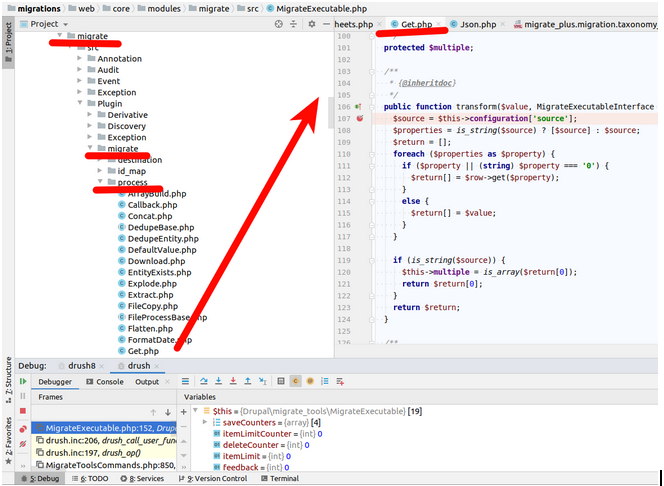 migrations web core modules migrate src MigrateExecutable.php
Project
heets.php Get.php Json.php migrate_plus.migration.taxonomy_
1: Project
migrate
src
Annotation
Audit
Event
Exception
Plugin
Derivative
Discovery
Exception
migrate
destination
id_map
process
ArrayBuild.php
Callback.php
Concat.php
DedupeBase.php
DedupeEntity.php
DefaultValue.php
Download.php
EntityExists.php
Explode.php
Extract.php
FileCopy.php
FileProcessBase.php
Flatten.php
FormatDate.php
Get.php
100
101 protected $multiple;
102
103 /**
104 * {@inheritdoc}
105 */
106 public function transform($value, MigrateExecutableInterface
107 $source = $this->configuration['source'];
108 $properties = is_string($source) ? [$source] : $source;
109 $return = [];
110 foreach ($properties as $property) {
111 if ($property || (string) $property === '0') {
112 $return[] = $row->get($property);
113 }
114 else {
115 $return[] = $value;
116 }
117 }
118
119 if (is_string($source)) {
120 $this->multiple = is_array($return[0]);
121 return $return[0];
122 }
123 return $return;
124 }
125
126 /**
Debug: drush8 drush
Debugger Console Output
Frames Variables
MigrateExecutable.php:152, Drup
drush.inc:206, drush_call_user_func
drush.inc:197, drush_op()
MigrateToolsCommands.php:850,
$this = {Drupal\migrate_tools\MigrateExecutable} [19]
saveCounters = {array} [4]
itemLimitCounter = {int} 0
deleteCounter = {int} 0
itemLimit = {int} 0
feedback = {int} 0
Z: Structure
2: Favorites
5: Debug 6: TODO 8: Services 9: Version Control Terminal